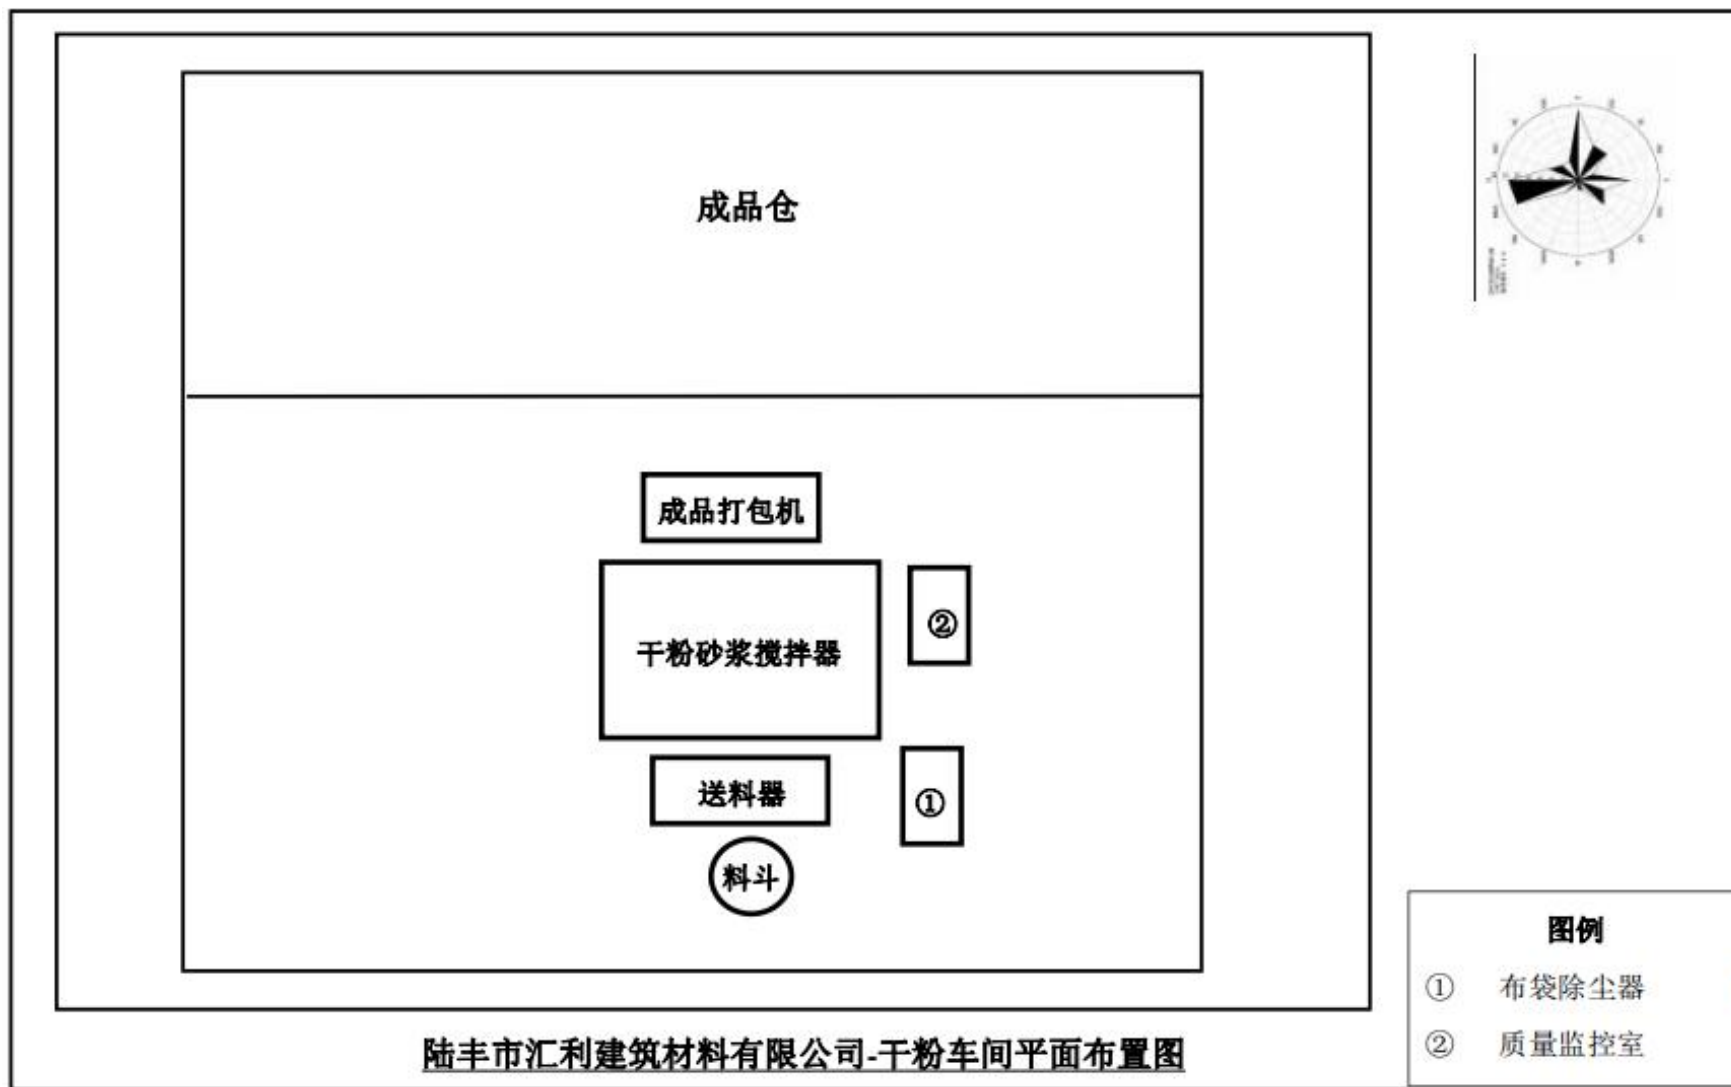 成品仓
成品打包机
②
干粉砂浆搅拌器
送料器
①
料斗
图例
① 布袋除尘器
② 质量监控室
陆丰市汇利建筑材料有限公司-干粉车间平面布置图